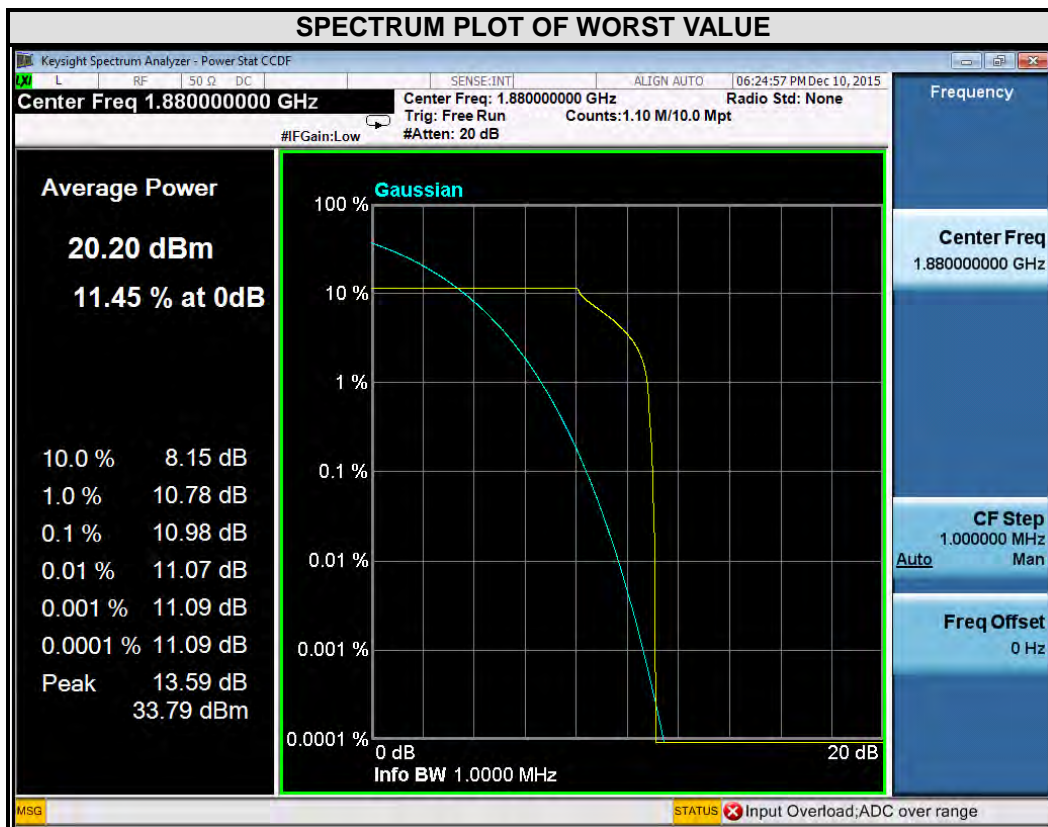 SPECTRUM PLOT OF WORST VALUE
Keysight Spectrum Analyzer - Power Stat CCDF
LXI L RF 50 Ω DC SENSE:INT ALIGN AUTO 06:24:57 PM Dec 10, 2015
Center Freq 1.880000000 GHz
Center Freq: 1.880000000 GHz Radio Std: None
Trig: Free Run Counts:1.10 M/10.0 Mpt
#IFGain:Low #Atten: 20 dB
Average Power
20.20 dBm
11.45 % at 0dB
10.0 % 8.15 dB
1.0 % 10.78 dB
0.1 % 10.98 dB
0.01 % 11.07 dB
0.001 % 11.09 dB
0.0001 % 11.09 dB
Peak 13.59 dB
33.79 dBm
Gaussian
100 %
10 %
1 %
0.1 %
0.01 %
0.001 %
0.0001 %
0 dB 20 dB
Info BW 1.0000 MHz
Frequency
Center Freq
1.880000000 GHz
CF Step
1.000000 MHz
Auto Man
Freq Offset
0 Hz
MSG STATUS Input Overload;ADC over range